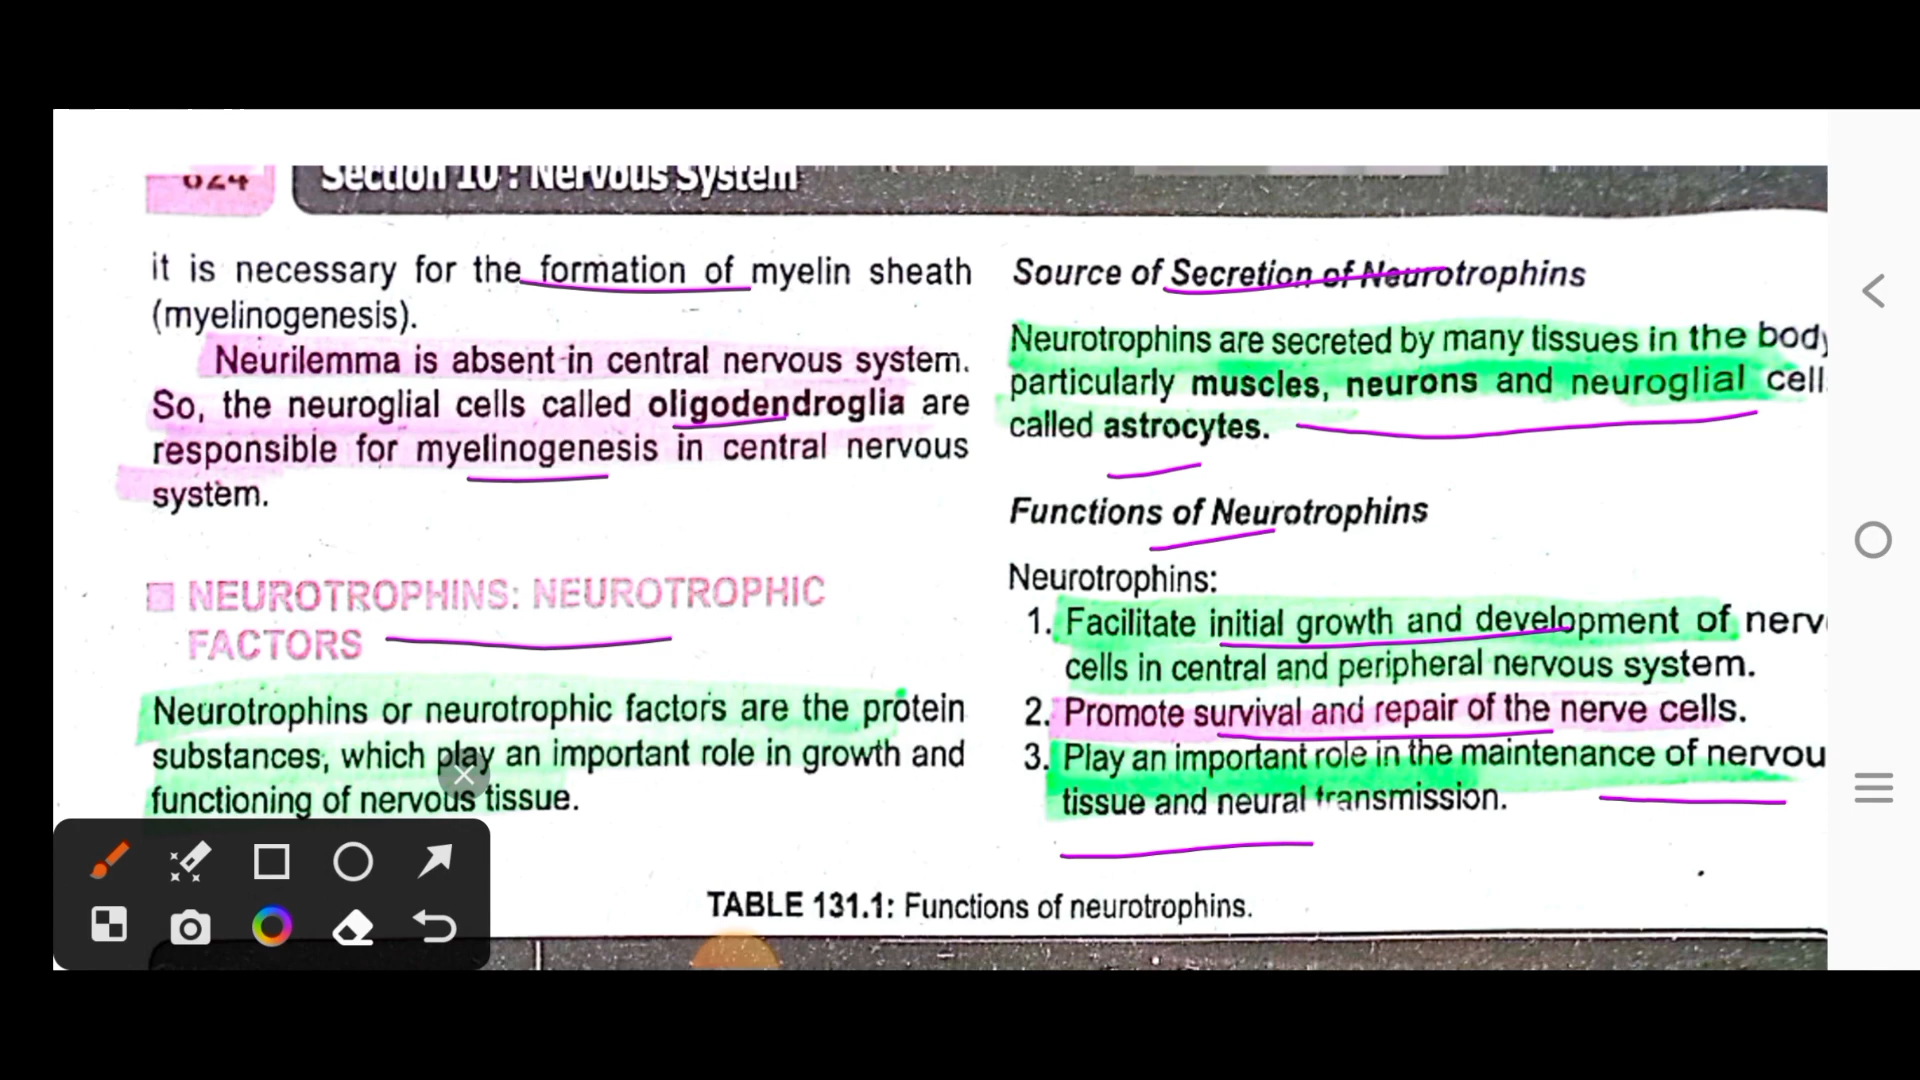 624
Section 10 : Nervous System
it is necessary for the formation of myelin sheath
(myelinogenesis).
Neurilemma is absent in central nervous system.
So, the neuroglial cells called oligodendroglia are
responsible for myelinogenesis in central nervous
system.
NEUROTROPHINS: NEUROTROPHIC
FACTORS
Neurotrophins or neurotrophic factors are the protein
substances, which play an important role in growth and
functioning of nervous tissue.
Source of Secretion of Neurotrophins
Neurotrophins are secreted by many tissues in the body
particularly muscles, neurons and neuroglial cell
called astrocytes.
Functions of Neurotrophins
Neurotrophins:
1. Facilitate initial growth and development of nerv
cells in central and peripheral nervous system.
2. Promote survival and repair of the nerve cells.
3. Play an important role in the maintenance of nervou
tissue and neural transmission.
TABLE 131.1: Functions of neurotrophins.